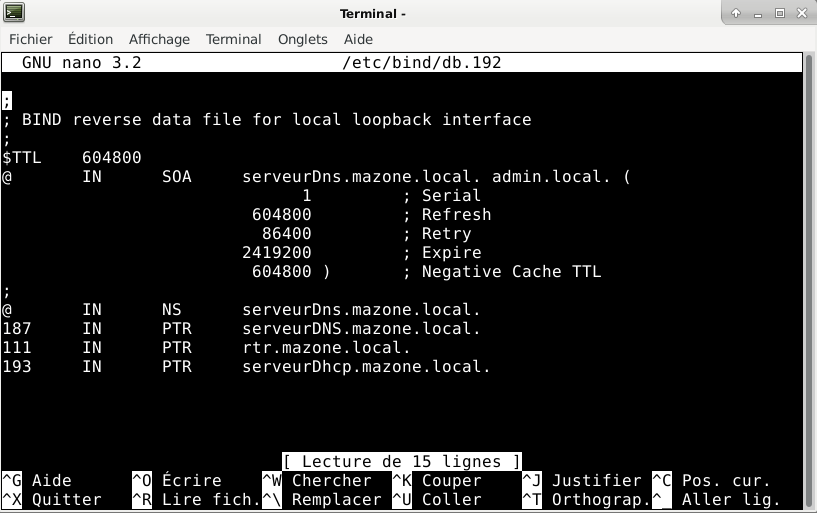 Terminal -
Fichier Édition Affichage Terminal Onglets Aide
GNU nano 3.2 /etc/bind/db.192
;
; BIND reverse data file for local loopback interface
;
$TTL 604800
@ IN SOA serveurDns.mazone.local. admin.local. (
1 ; Serial
604800 ; Refresh
86400 ; Retry
2419200 ; Expire
604800 ) ; Negative Cache TTL
;
@ IN NS serveurDns.mazone.local.
187 IN PTR serveurDNS.mazone.local.
111 IN PTR rtr.mazone.local.
193 IN PTR serveurDhcp.mazone.local.
[ Lecture de 15 lignes ]
^G Aide ^O Écrire ^W Chercher ^K Couper ^J Justifier ^C Pos. cur.
^X Quitter ^R Lire fich. ^\ Remplacer ^U Coller ^T Orthograp. ^_ Aller lig.